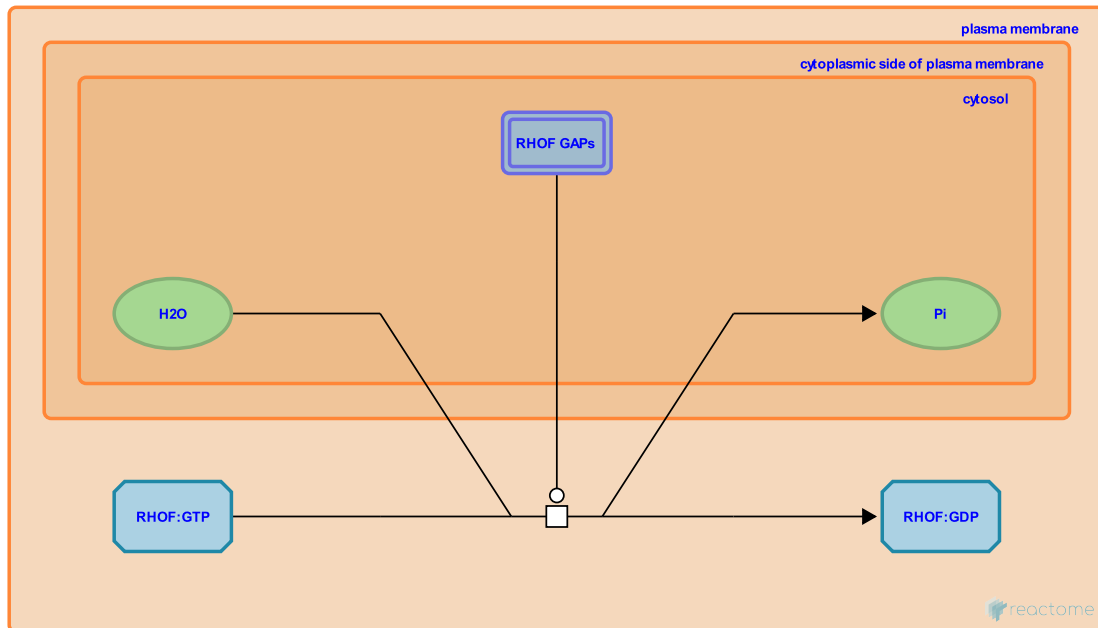 plasma membrane
cytoplasmic side of plasma membrane
cytosol
RHOF GAPs
H2O
Pi
RHOF:GTP
RHOF:GDP
reactome